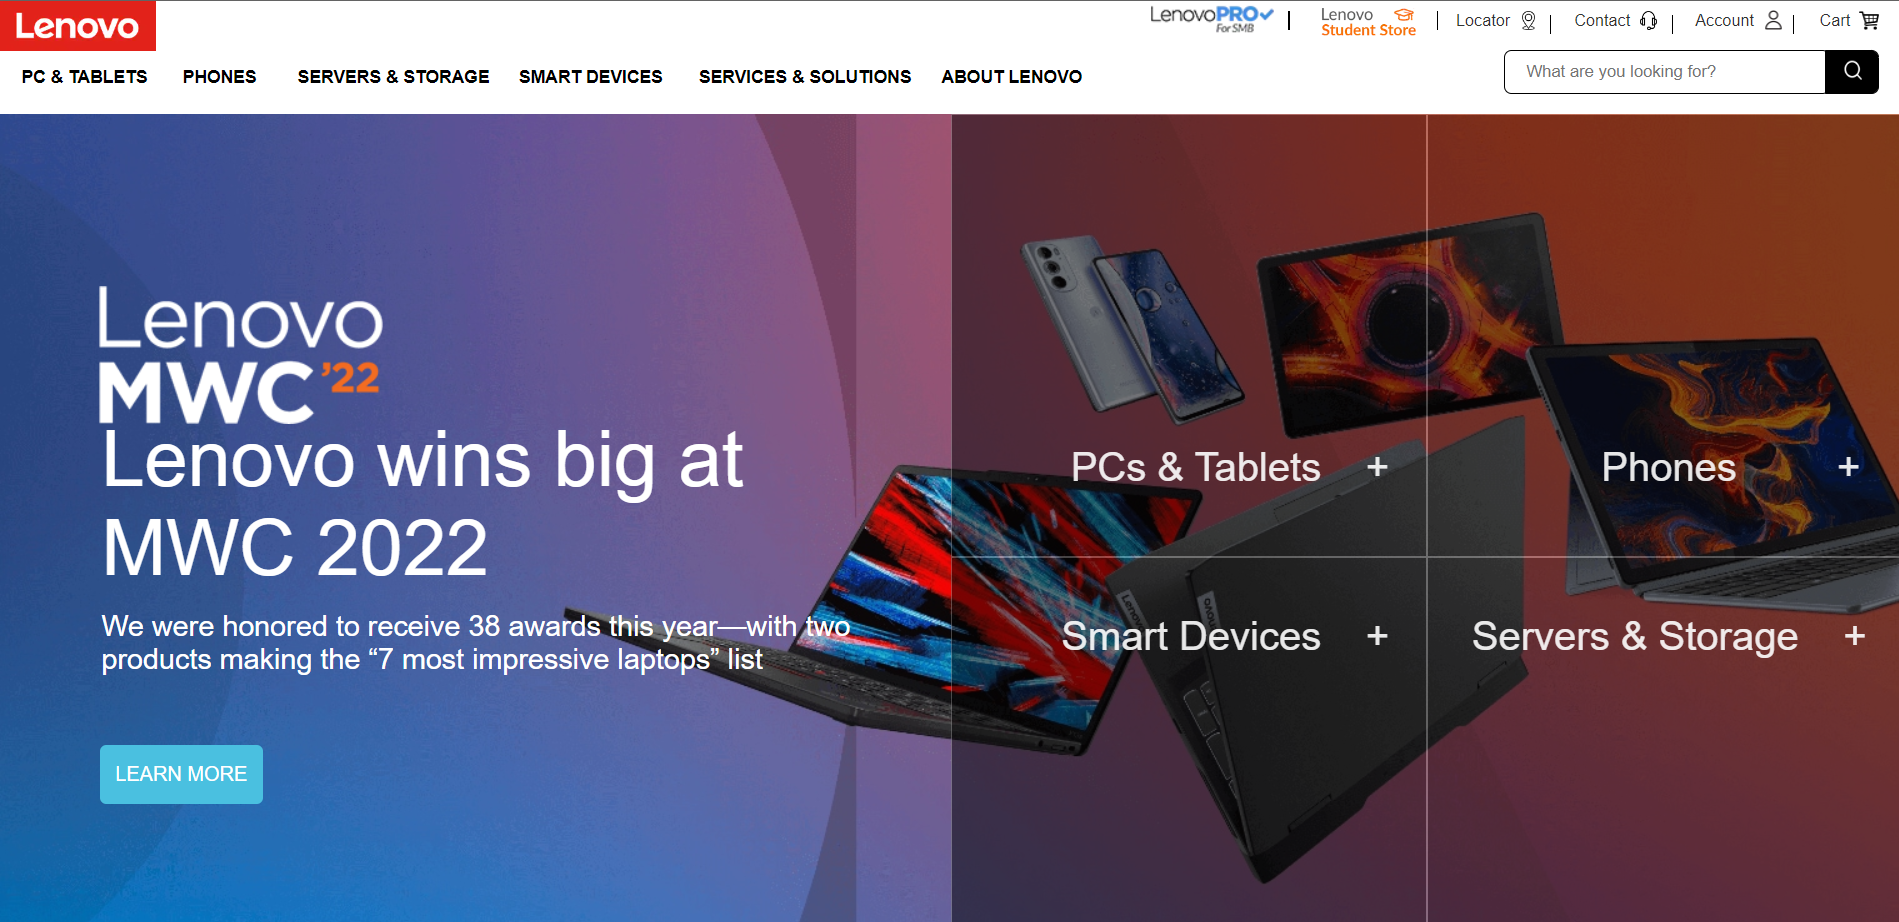 Lenovo
LenovoPRO
For SMB
Lenovo
Student Store
Locator
Contact
Account
Cart
PC & TABLETS
PHONES
SERVERS & STORAGE
SMART DEVICES
SERVICES & SOLUTIONS
ABOUT LENOVO
What are you looking for?
Lenovo
MWC '22
Lenovo wins big at
MWC 2022
We were honored to receive 38 awards this year—with two
products making the “7 most impressive laptops” list
LEARN MORE
PCs & Tablets +
Phones +
Smart Devices +
Servers & Storage +
Lenovo
Lenovo